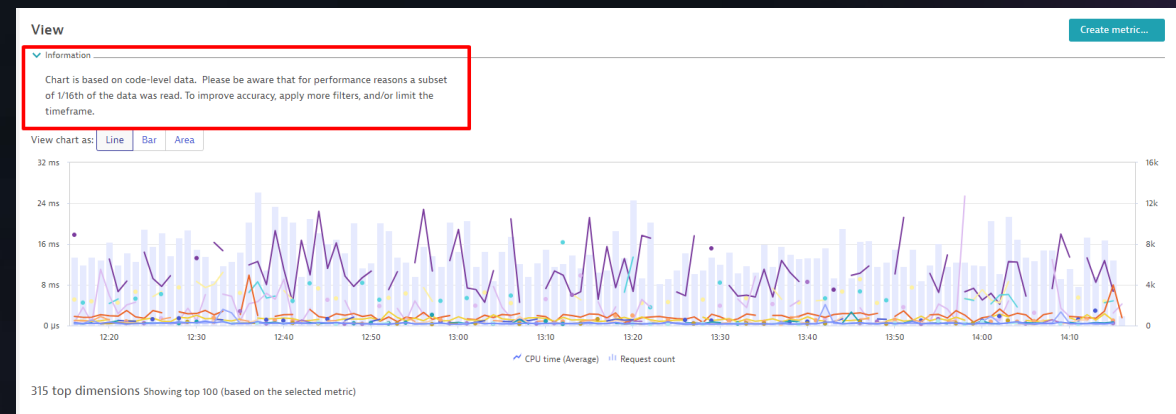 View
Create metric...
Information
Chart is based on code-level data. Please be aware that for performance reasons a subset
of 1/16th of the data was read. To improve accuracy, apply more filters, and/or limit the
timeframe.
View chart as: Line Bar Area
32 ms 16k
24 ms 12k
16 ms 8k
8 ms 4k
0 µs 0
12:20 12:30 12:40 12:50 13:00 13:10 13:20 13:30 13:40 13:50 14:00 14:10
CPU time (Average) Request count
315 top dimensions Showing top 100 (based on the selected metric)